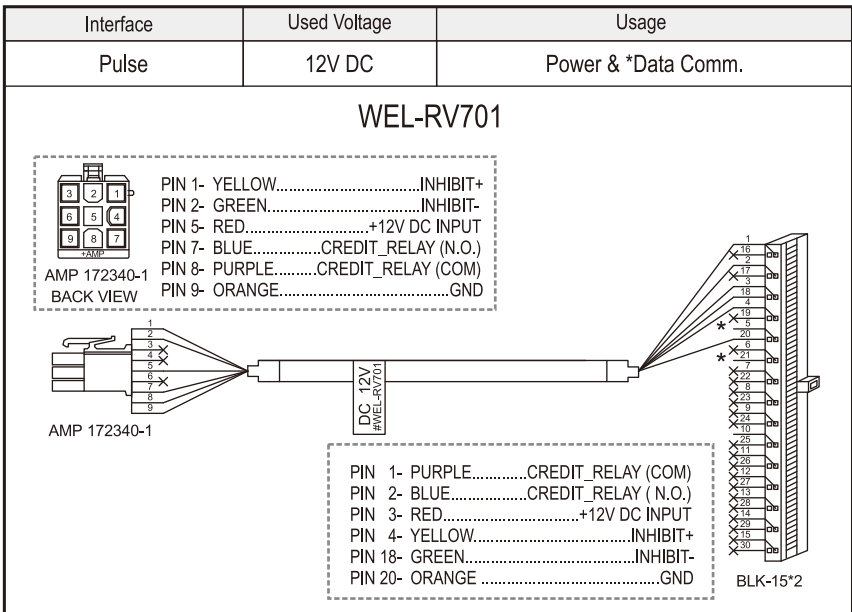 Interface Used Voltage Usage
Pulse 12V DC Power & *Data Comm.
WEL-RV701
3 2 1
6 5 4
9 8 7
+AMP
AMP 172340-1
BACK VIEW
PIN 1- YELLOW..............................INHIBIT+
PIN 2- GREEN................................INHIBIT-
PIN 5- RED.........................+12V DC INPUT
PIN 7- BLUE.............CREDIT_RELAY (N.O.)
PIN 8- PURPLE..........CREDIT_RELAY (COM)
PIN 9- ORANGE....................................GND
1
2
3
4
5
6
7
8
9
AMP 172340-1
DC 12V
#WEL-RV701
1
16
2
17
3
18
4
19
* 5
20
6
* 21
7
22
8
23
9
24
10
25
11
26
12
27
13
28
14
29
15
30
BLK-15*2
PIN 1- PURPLE............CREDIT_RELAY (COM)
PIN 2- BLUE................CREDIT_RELAY ( N.O.)
PIN 3- RED.............................+12V DC INPUT
PIN 4- YELLOW.................................INHIBIT+
PIN 18- GREEN...................................INHIBIT-
PIN 20- ORANGE ......................................GND